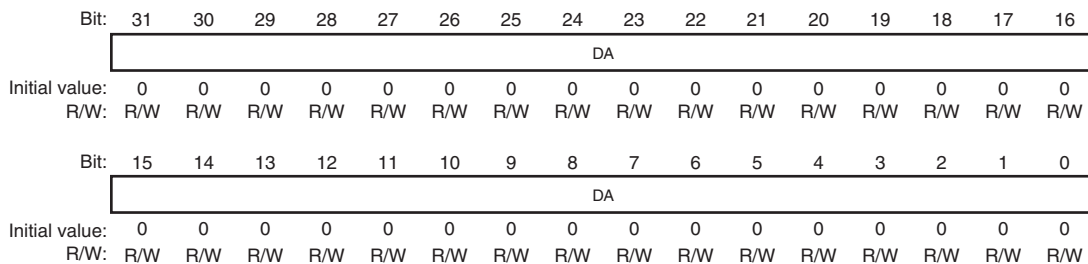 Bit: 31 30 29 28 27 26 25 24 23 22 21 20 19 18 17 16
DA
Initial value: 0 0 0 0 0 0 0 0 0 0 0 0 0 0 0 0
R/W: R/W R/W R/W R/W R/W R/W R/W R/W R/W R/W R/W R/W R/W R/W R/W R/W
Bit: 15 14 13 12 11 10 9 8 7 6 5 4 3 2 1 0
DA
Initial value: 0 0 0 0 0 0 0 0 0 0 0 0 0 0 0 0
R/W: R/W R/W R/W R/W R/W R/W R/W R/W R/W R/W R/W R/W R/W R/W R/W R/W